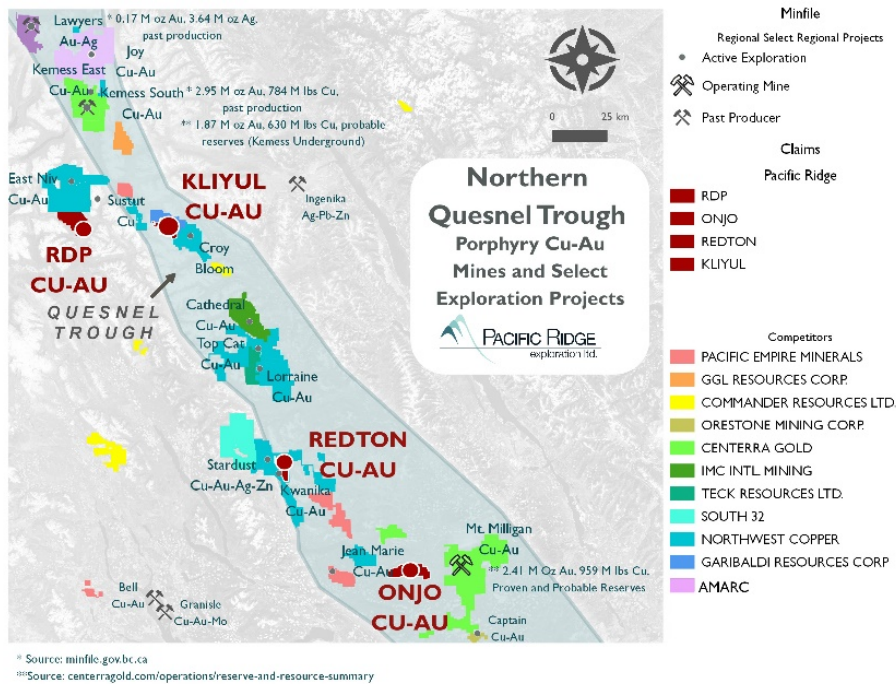 Lawyers * 0.17 M oz Au, 3.64 M oz Ag,
Au-Ag past production
Joy
Cu-Au
Kemess East
Cu-Au
Kemess South * 2.95 M oz Au, 784 M lbs Cu,
Cu-Au past production
** 1.87 M oz Au, 630 M lbs Cu, probable
reserves (Kemess Underground)
0 25 km
Northern
Quesnel Trough
Porphyry Cu-Au
Mines and Select
Exploration Projects
PACIFIC RIDGE
exploration ltd.
East Niv
Cu-Au
Sustut
Cu
KLIYUL
CU-AU
Ingenika
Ag-Pb-Zn
RDP
CU-AU
Croy
Bloom
QUESNEL
TROUGH
Cathedral
Cu-Au
Top Cat
Cu-Au
Lorraine
Cu-Au
REDTON
CU-AU
Stardust
Cu-Au-Ag-Zn
Kwanika
Cu-Au
Mt. Milligan
Cu-Au
** 2.41 M Oz Au, 959 M lbs Cu,
Proven and Probable Reserves
Jean Marie
Cu-Au
ONJO
CU-AU
Bell
Cu-Au
Granisle
Cu-Au-Mo
Captain
Cu-Au
* Source: minfile.gov.bc.ca
**Source: centerragold.com/operations/reserve-and-resource-summary
Minfile
Regional Select Regional Projects
Active Exploration
Operating Mine
Past Producer
Claims
Pacific Ridge
RDP
ONJO
REDTON
KLIYUL
Competitors
PACIFIC EMPIRE MINERALS
GGL RESOURCES CORP.
COMMANDER RESOURCES LTD.
ORESTONE MINING CORP.
CENTERRA GOLD
IMC INTL MINING
TECK RESOURCES LTD.
SOUTH 32
NORTHWEST COPPER
GARIBALDI RESOURCES CORP
AMARC